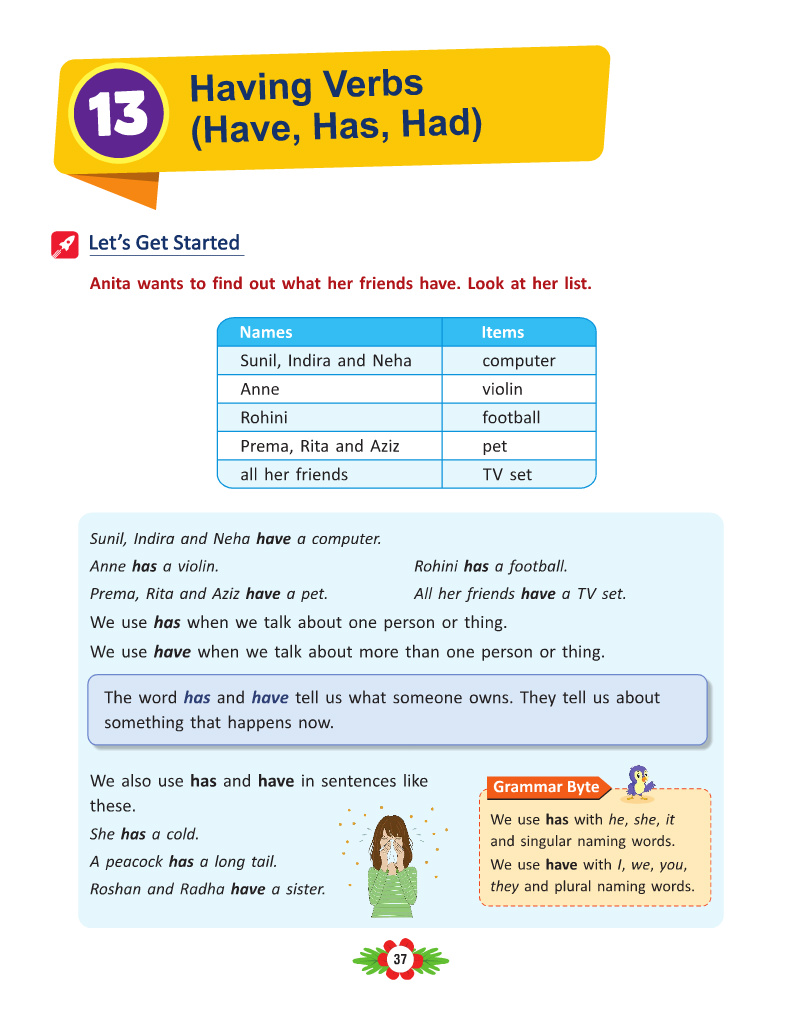 13
Having Verbs
(Have, Has, Had)
Let's Get Started
Anita wants to find out what her friends have. Look at her list.
Names Items
Sunil, Indira and Neha computer
Anne violin
Rohini football
Prema, Rita and Aziz pet
all her friends TV set
Sunil, Indira and Neha have a computer.
Anne has a violin. Rohini has a football.
Prema, Rita and Aziz have a pet. All her friends have a TV set.
We use has when we talk about one person or thing.
We use have when we talk about more than one person or thing.
The word has and have tell us what someone owns. They tell us about
something that happens now.
We also use has and have in sentences like
these.
She has a cold.
A peacock has a long tail.
Roshan and Radha have a sister.
Grammar Byte
We use has with he, she, it
and singular naming words.
We use have with I, we, you,
they and plural naming words.
37